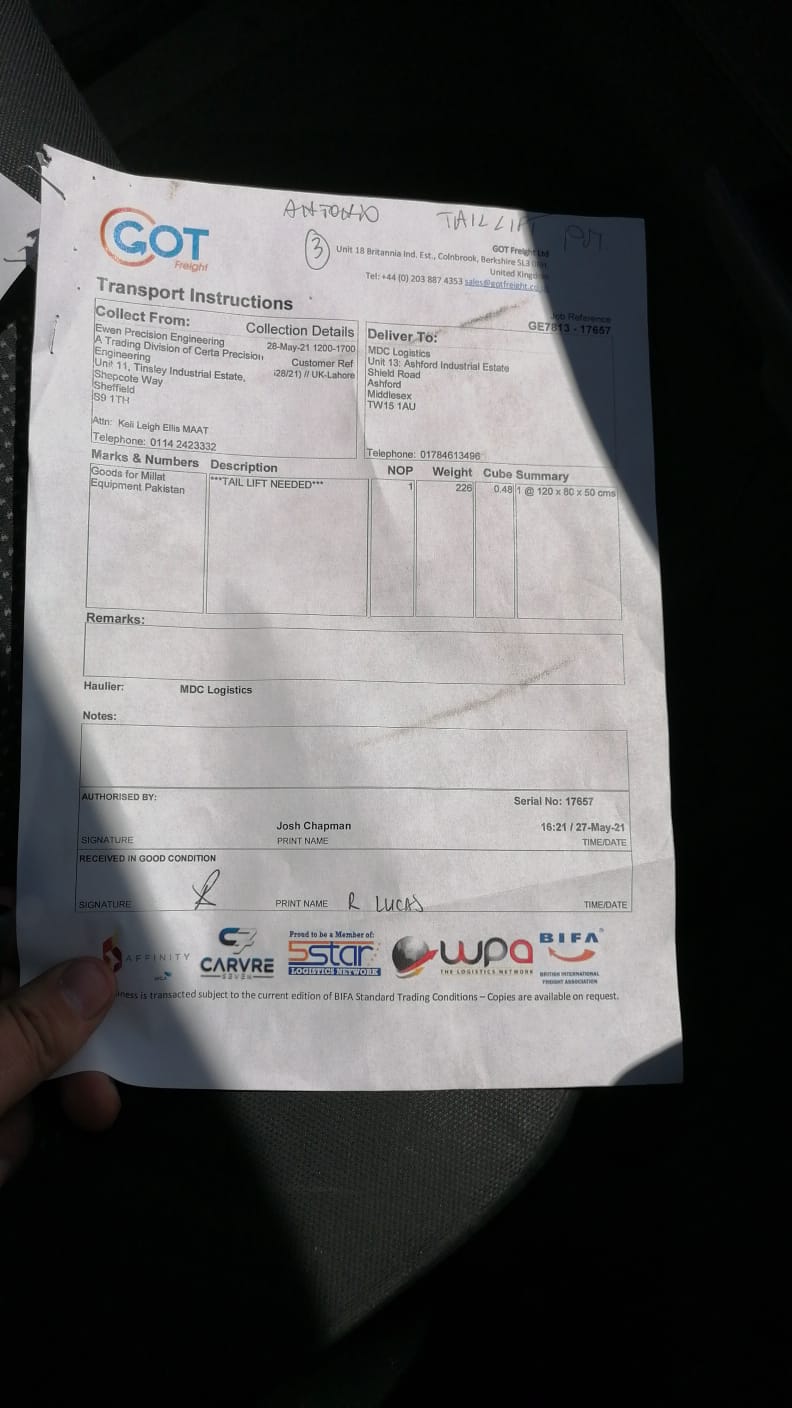 ANTONIO TAIL LIFT
3
GOT
Freight
GOT Freight Ltd
Unit 18 Britannia Ind. Est., Colnbrook, Berkshire SL3
United
Tel: +44 (0) 203 887 4353 sales@gotfreight.co
Transport Instructions
Job Reference
GE7813 - 17657
Collect From: Collection Details
Ewen Precision Engineering
A Trading Division of Certa Precision
Engineering
Unit 11, Tinsley Industrial Estate,
Shepcote Way
Sheffield
S9 1TH
28-May-21 1200-1700
Customer Ref
i28/21) // UK-Lahore
Attn: Keli Leigh Ellis MAAT
Telephone: 0114 2423332
Deliver To:
MDC Logistics
Unit 13: Ashford Industrial Estate
Shield Road
Ashford
Middlesex
TW15 1AU
Telephone: 01784613496
Marks & Numbers Description NOP Weight Cube Summary
Goods for Millat
Equipment Pakistan
***TAIL LIFT NEEDED***
1 226 0.48 1 @ 120 x 80 x 50 cms
Remarks:
Haulier: MDC Logistics
Notes:
AUTHORISED BY:
Serial No: 17657
Josh Chapman 16:21 / 27-May-21
SIGNATURE PRINT NAME TIME/DATE
RECEIVED IN GOOD CONDITION
SIGNATURE PRINT NAME R LUCAS TIME/DATE
AFFINITY
WCA
CARVRE
SEVEN
Proud to be a Member of:
5star
LOGISTICS NETWORK
wpa
THE LOGISTICS NETWORK
BIFA
BRITISH INTERNATIONAL
FREIGHT ASSOCIATION
is transacted subject to the current edition of BIFA Standard Trading Conditions – Copies are available on request.